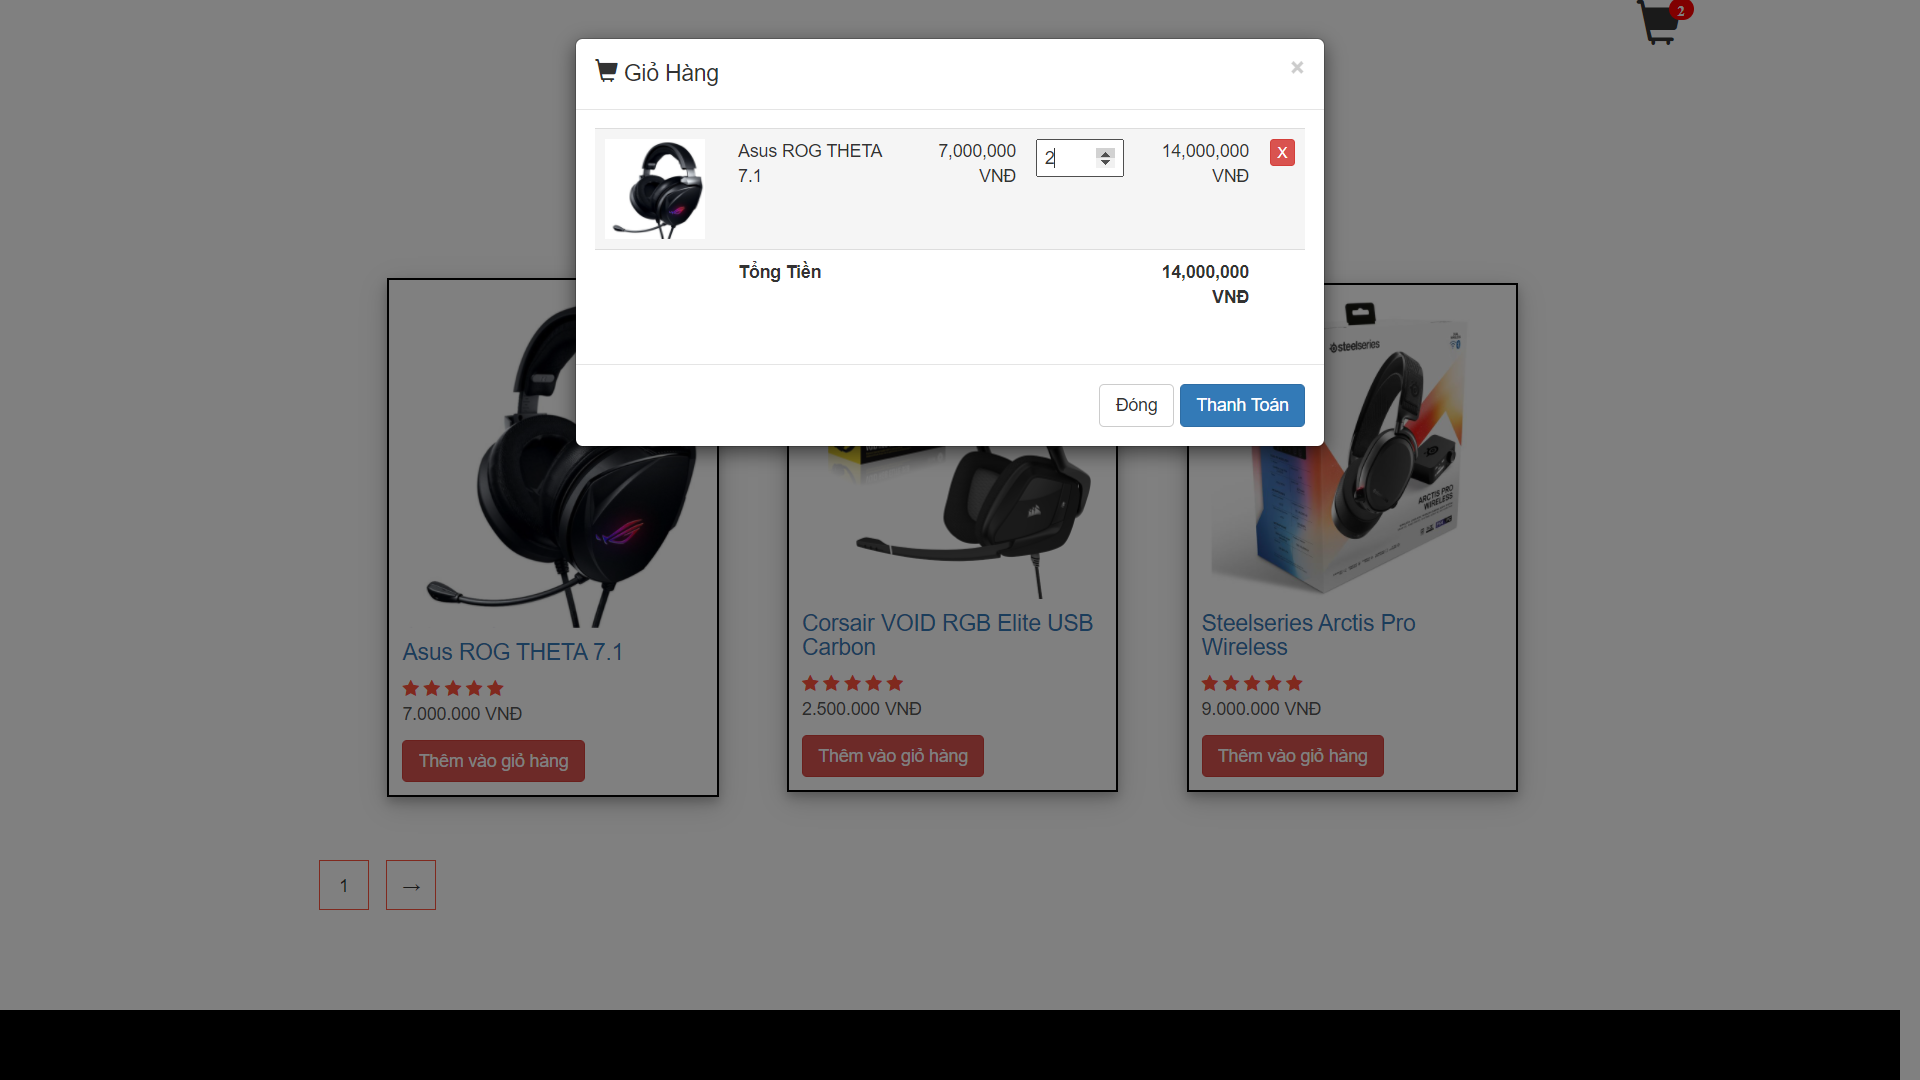 2
Giỏ Hàng
×
Asus ROG THETA
7.1
7,000,000
VNĐ
2
14,000,000
VNĐ
X
Tổng Tiền
14,000,000
VNĐ
Đóng
Thanh Toán
steelseries
ARCTIS PRO
WIRELESS
Asus ROG THETA 7.1
7.000.000 VNĐ
Thêm vào giỏ hàng
Corsair VOID RGB Elite USB
Carbon
2.500.000 VNĐ
Thêm vào giỏ hàng
Steelseries Arctis Pro
Wireless
9.000.000 VNĐ
Thêm vào giỏ hàng
1
→